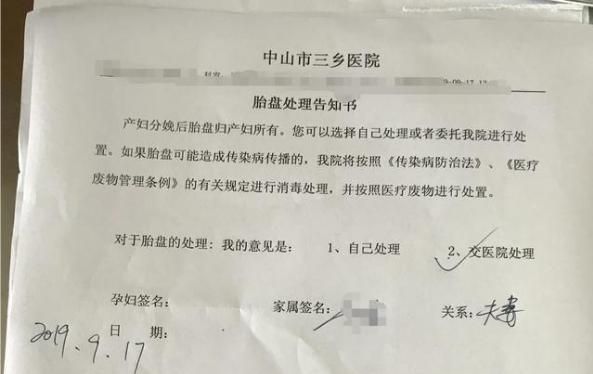 中山市三乡医院
胎盘处理告知书
产妇分娩后胎盘归产妇所有。您可以选择自己处理或者委托我院进行处
置。如果胎盘可能造成传染病传播的，我院将按照《传染病防治法》、《医疗
废物管理条例》的有关规定进行消毒处理，并按照医疗废物进行处置。
对于胎盘的处理：我的意见是： 1、自己处理 2、交医院处理
孕妇签名： 家属签名： 关系：夫妻
日 期：
2019.9.17